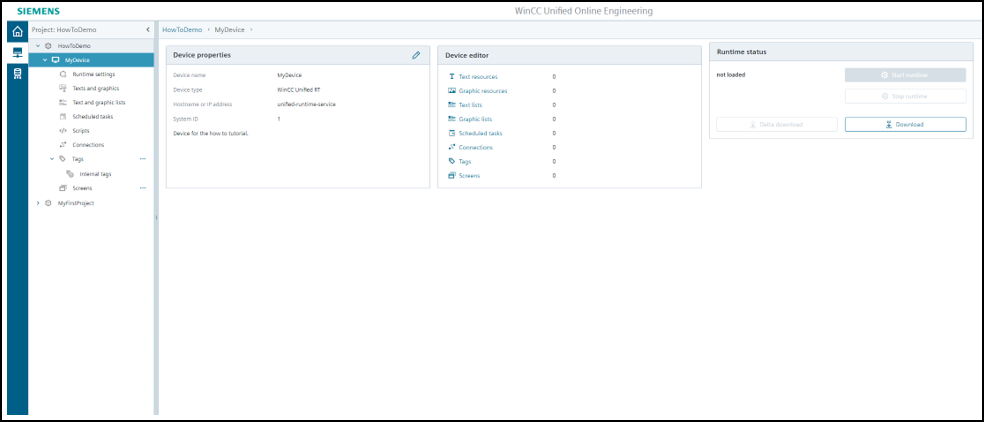 SIEMENS
WinCC Unified Online Engineering
Project: HowToDemo
HowToDemo
MyDevice
Runtime settings
Texts and graphics
Text and graphic lists
Scheduled tasks
Scripts
Connections
Tags
Internal tags
Screens
MyFirstProject
HowToDemo > MyDevice >
Device properties
Device name MyDevice
Device type WinCC Unified RT
Hostname or IP address unified-runtime-service
System ID 1
Device for the how to tutorial.
Device editor
Text resources 0
Graphic resources 0
Text lists 0
Graphic lists 0
Scheduled tasks 0
Connections 0
Tags 0
Screens 0
Runtime status
not loaded
Start runtime
Stop runtime
Delta download
Download